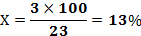 X = 3 × 100 / 23 = 13%